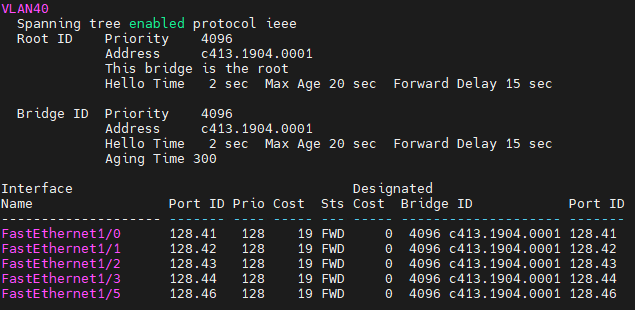 VLAN40
  Spanning tree enabled protocol ieee
  Root ID    Priority    4096
             Address     c413.1904.0001
             This bridge is the root
             Hello Time   2 sec  Max Age 20 sec  Forward Delay 15 sec

  Bridge ID  Priority    4096
             Address     c413.1904.0001
             Hello Time   2 sec  Max Age 20 sec  Forward Delay 15 sec
             Aging Time 300

Interface                                   Designated
Name                 Port ID Prio Cost  Sts Cost  Bridge ID            Port ID
-------------------- ------- ---- ----- --- ----- -------------------- -------
FastEthernet1/0      128.41   128    19 FWD     0  4096 c413.1904.0001 128.41
FastEthernet1/1      128.42   128    19 FWD     0  4096 c413.1904.0001 128.42
FastEthernet1/2      128.43   128    19 FWD     0  4096 c413.1904.0001 128.43
FastEthernet1/3      128.44   128    19 FWD     0  4096 c413.1904.0001 128.44
FastEthernet1/5      128.46   128    19 FWD     0  4096 c413.1904.0001 128.46